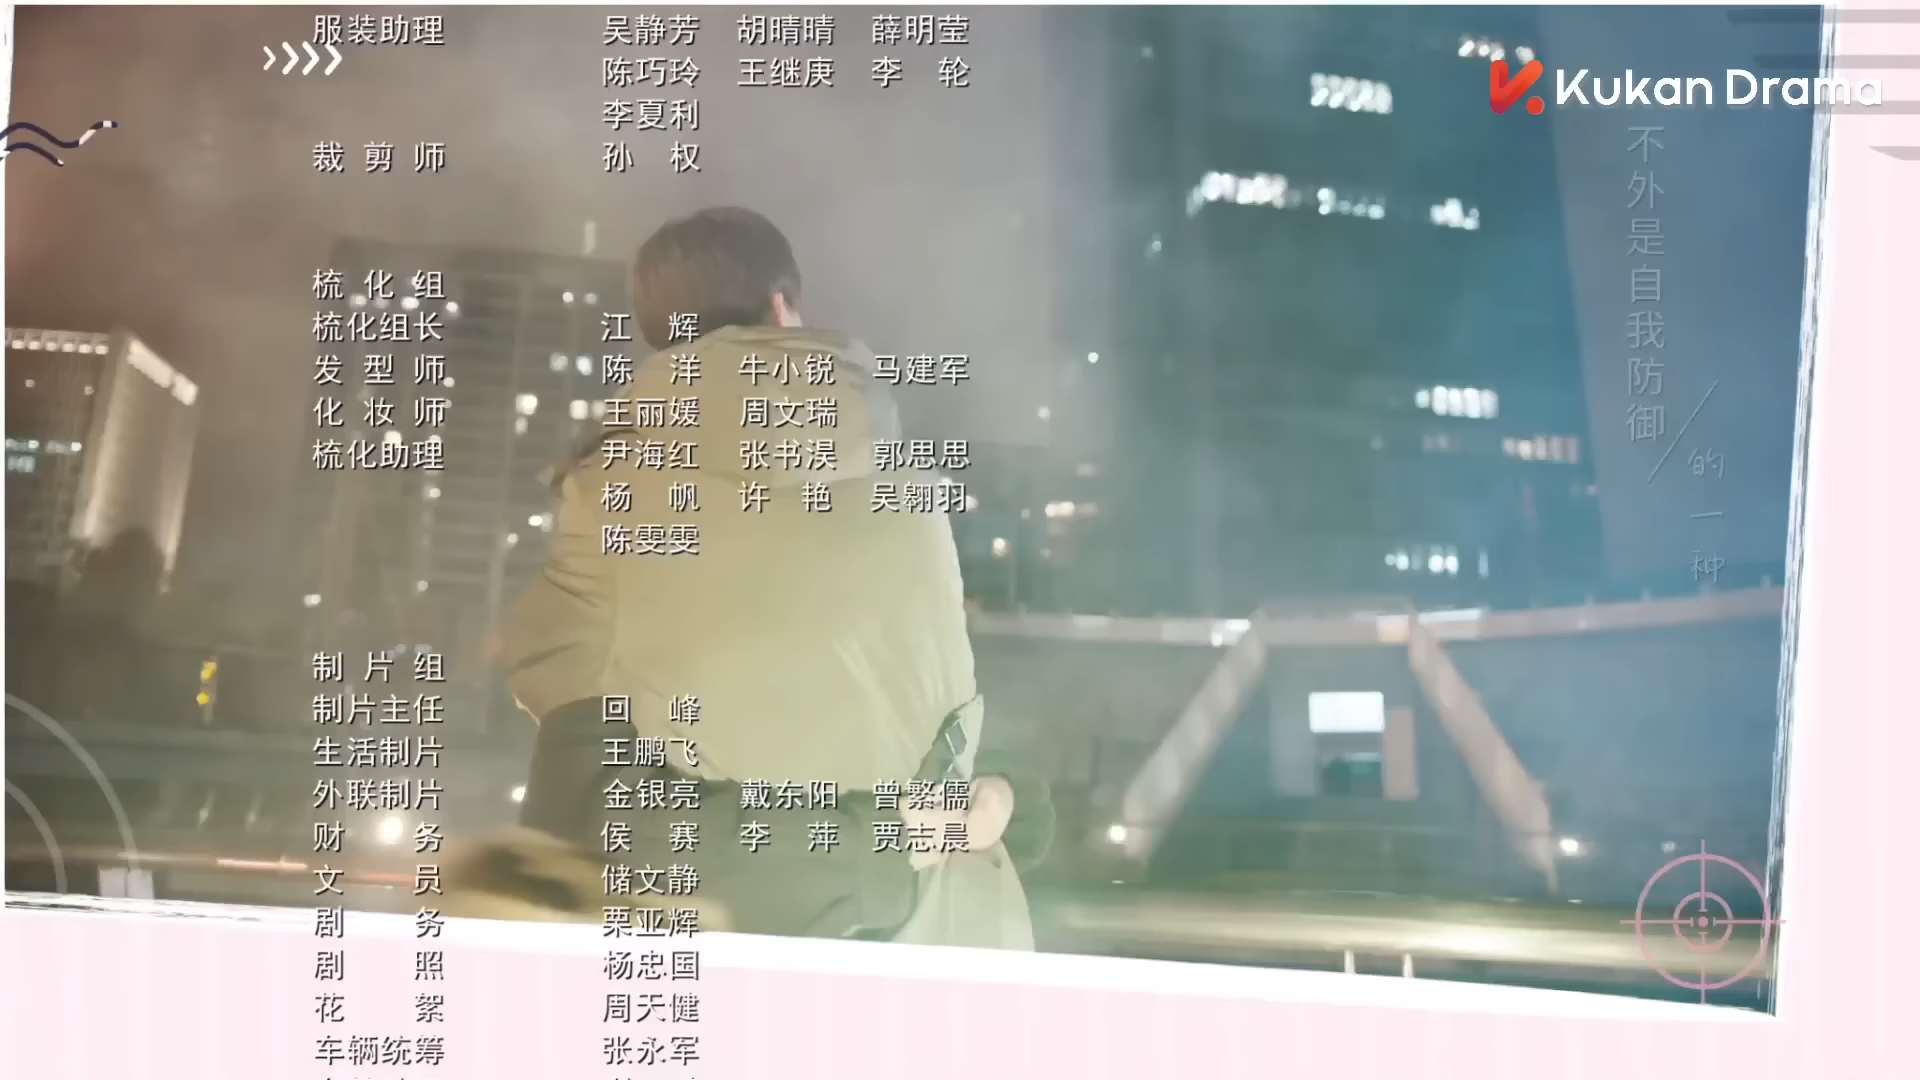 服装助理 吴静芳 胡晴晴 薛明莹
陈巧玲 王继庚 李轮
李夏利
裁剪师 孙权
梳化组
梳化组长 江辉
发型师 陈洋 牛小锐 马建军
化妆师 王丽媛 周文瑞
梳化助理 尹海红 张书淏 郭思思
杨帆 许艳 吴翱羽
陈雯雯
制片组
制片主任 回峰
生活制片 王鹏飞
外联制片 金银亮 戴东阳 曾繁儒
财务 侯赛 李萍 贾志晨
文员 储文静
剧务 栗亚辉
剧照 杨忠国
花絮 周天健
车辆统筹 张永军
Kukan Drama
不外是自我防御
的一种